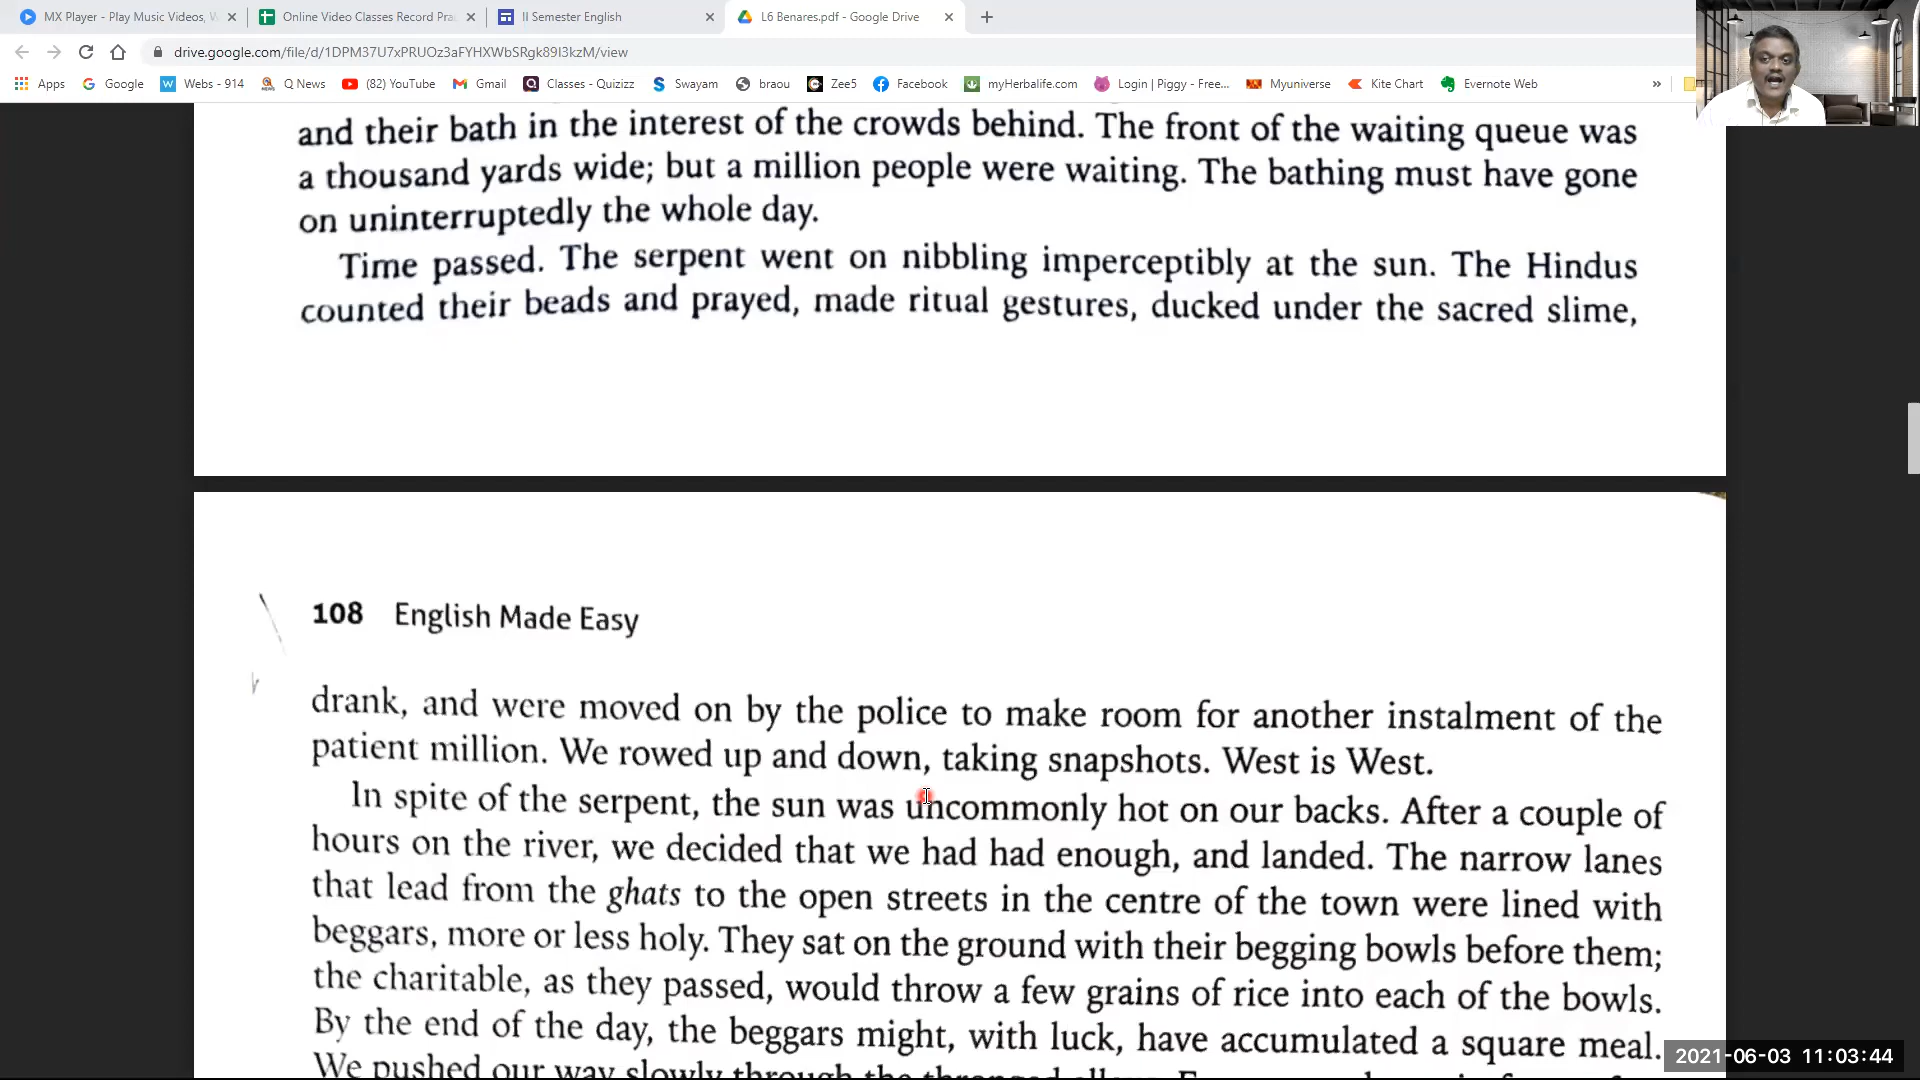 MX Player - Play Music Videos, W
Online Video Classes Record Pra
II Semester English
L6 Benares.pdf - Google Drive
drive.google.com/file/d/1DPM37U7xPRUOz3aFYHXWbSRgk89I3kzM/view
Apps Google Webs - 914 Q News (82) YouTube Gmail Classes - Quizizz Swayam braou Zee5 Facebook myHerbalife.com Login | Piggy - Free... Myuniverse Kite Chart Evernote Web »
and their bath in the interest of the crowds behind. The front of the waiting queue was
a thousand yards wide; but a million people were waiting. The bathing must have gone
on uninterruptedly the whole day.
Time passed. The serpent went on nibbling imperceptibly at the sun. The Hindus
counted their beads and prayed, made ritual gestures, ducked under the sacred slime,
108 English Made Easy
drank, and were moved on by the police to make room for another instalment of the
patient million. We rowed up and down, taking snapshots. West is West.
In spite of the serpent, the sun was uncommonly hot on our backs. After a couple of
hours on the river, we decided that we had had enough, and landed. The narrow lanes
that lead from the ghats to the open streets in the centre of the town were lined with
beggars, more or less holy. They sat on the ground with their begging bowls before them;
the charitable, as they passed, would throw a few grains of rice into each of the bowls.
By the end of the day, the beggars might, with luck, have accumulated a square meal.
We pushed our way slowly through the thronged
2021-06-03 11:03:44